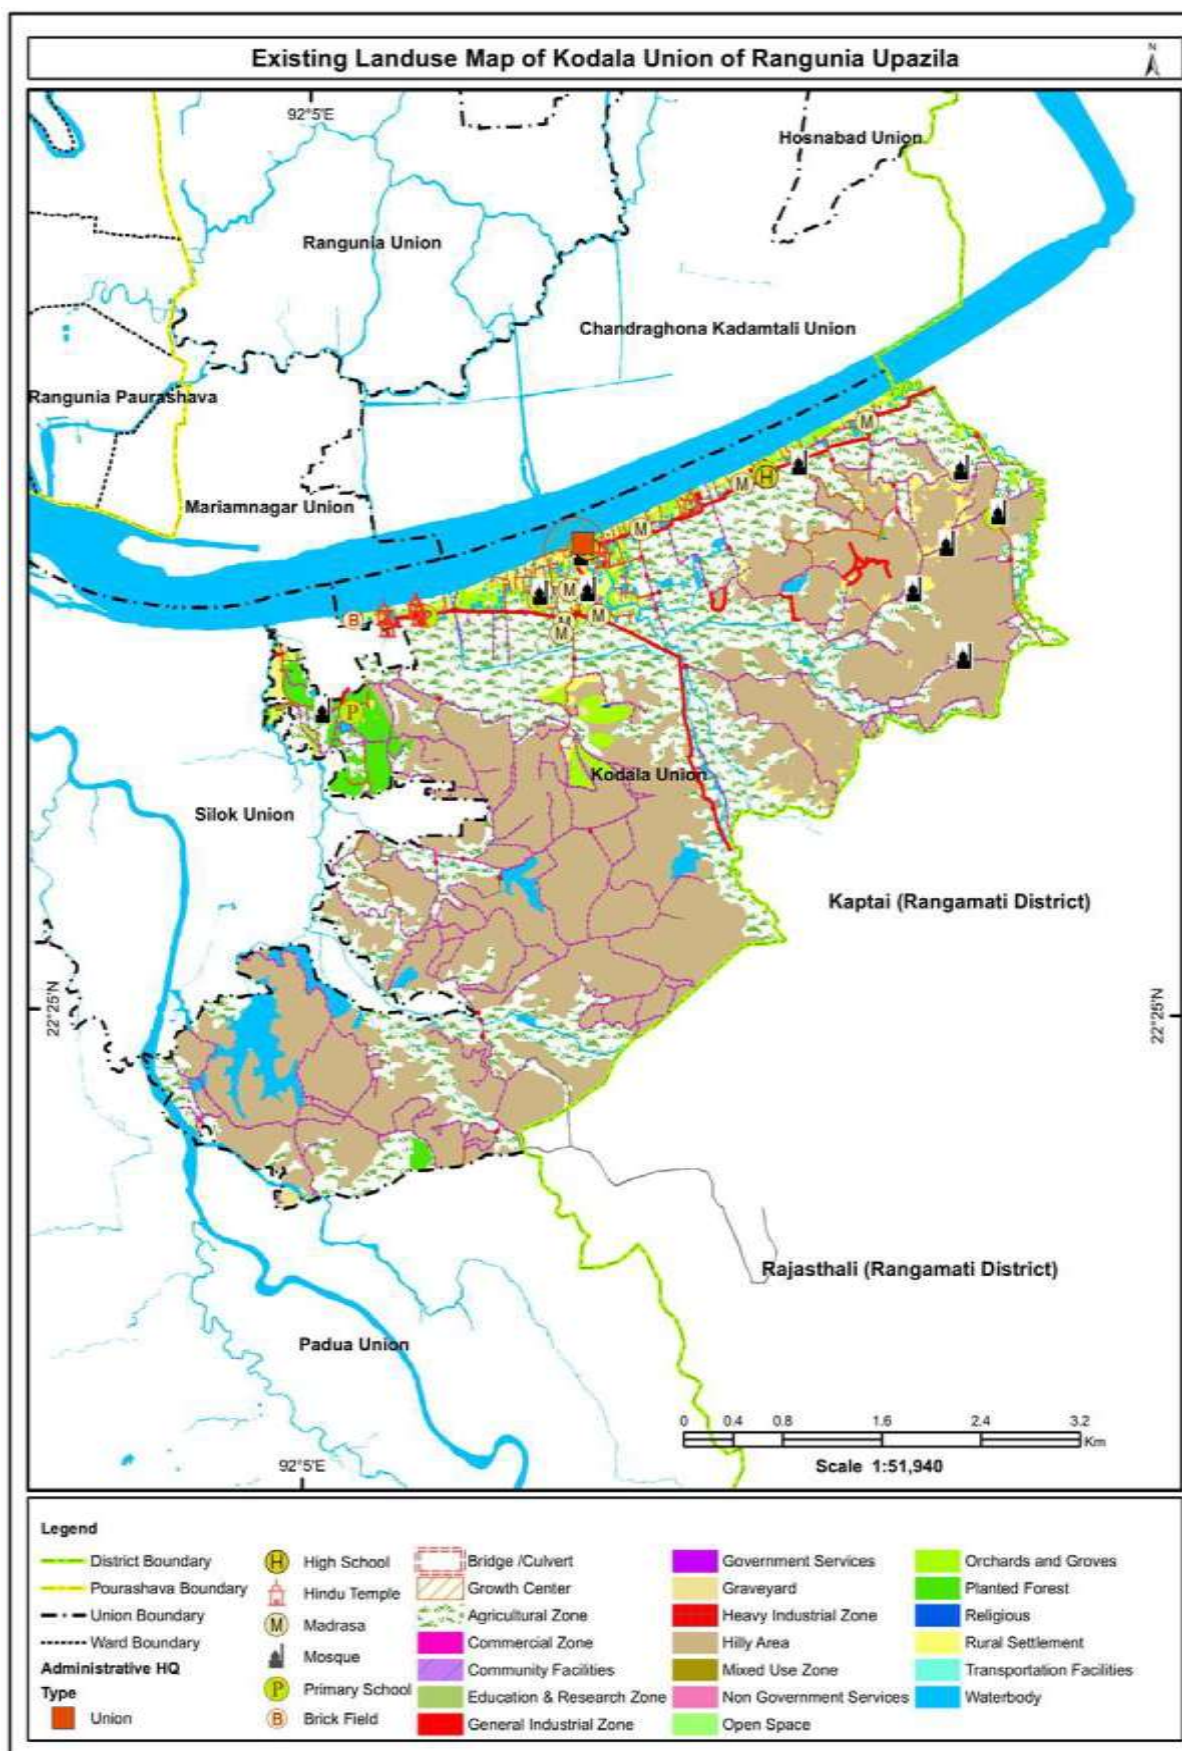 Existing Landuse Map of Kodala Union of Rangunia Upazila
N
92°5'E
Hosnabad Union
Rangunia Union
Chandraghona Kadamtali Union
Rangunia Paurashava
M
Mariamnagar Union
H
M
M
M
B
P
M
M
M
P
Kodala Union
Silok Union
Kaptai (Rangamati District)
22°25'N
22°25'N
Rajasthali (Rangamati District)
Padua Union
0 0.4 0.8 1.6 2.4 3.2
Km
92°5'E
Scale 1:51,940
Legend
District Boundary
Pourashava Boundary
Union Boundary
Ward Boundary
Administrative HQ
Type
Union
H High School
Hindu Temple
M Madrasa
Mosque
P Primary School
B Brick Field
Bridge /Culvert
Growth Center
Agricultural Zone
Commercial Zone
Community Facilities
Education & Research Zone
General Industrial Zone
Government Services
Graveyard
Heavy Industrial Zone
Hilly Area
Mixed Use Zone
Non Government Services
Open Space
Orchards and Groves
Planted Forest
Religious
Rural Settlement
Transportation Facilities
Waterbody